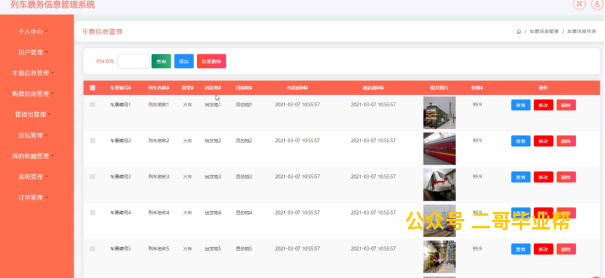 列车票务信息管理系统
个人中心
车票信息管理
车票信息管理 / 车票信息列表
用户管理
车票信息管理
列车名称
查询
添加
批量删除
购票信息管理
车票编号 列车名称 类型 出发地 目的地 出发时间 到达时间 相关图片 价格 操作
管理员管理
车票编号1 列车名称1 火车 出发地1 目的地1 2021-03-07 10:55:57 2021-03-07 10:55:57 99.9 查看 修改 删除
论坛管理
车票编号2 列车名称2 火车 出发地2 目的地2 2021-03-07 10:55:57 2021-03-07 10:55:57 99.9 查看 修改 删除
我的收藏管理
系统管理
车票编号3 列车名称3 火车 出发地3 目的地3 2021-03-07 10:55:57 2021-03-07 10:55:57 99.9 查看 修改 删除
订单管理
车票编号4 列车名称4 火车 出发地4 目的地4 2021-03-07 10:55:57 2021-03-07 10:55:57 99.9 查看 修改 删除
公众号 二哥毕业帮
车票编号5 列车名称5 火车 出发地5 目的地5 2021-03-07 10:55:57 2021-03-07 10:55:57 99.9 查看 修改 删除